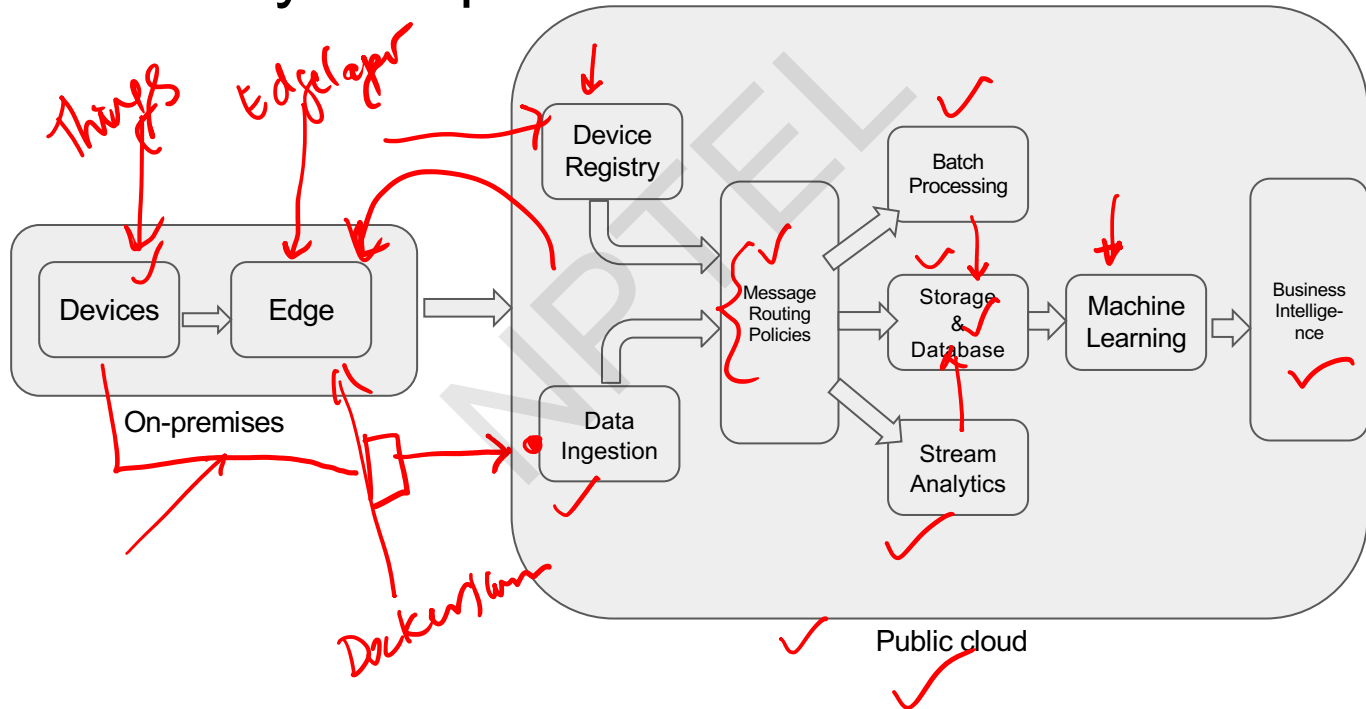 Things
Edge layer
Device
Registry
Batch
Processing
Devices
Edge
Message
Routing
Policies
Storage
&
Database
Machine
Learning
Business
Intellige-
nce
On-premises
Data
Ingestion
Stream
Analytics
Public cloud
NPTEL